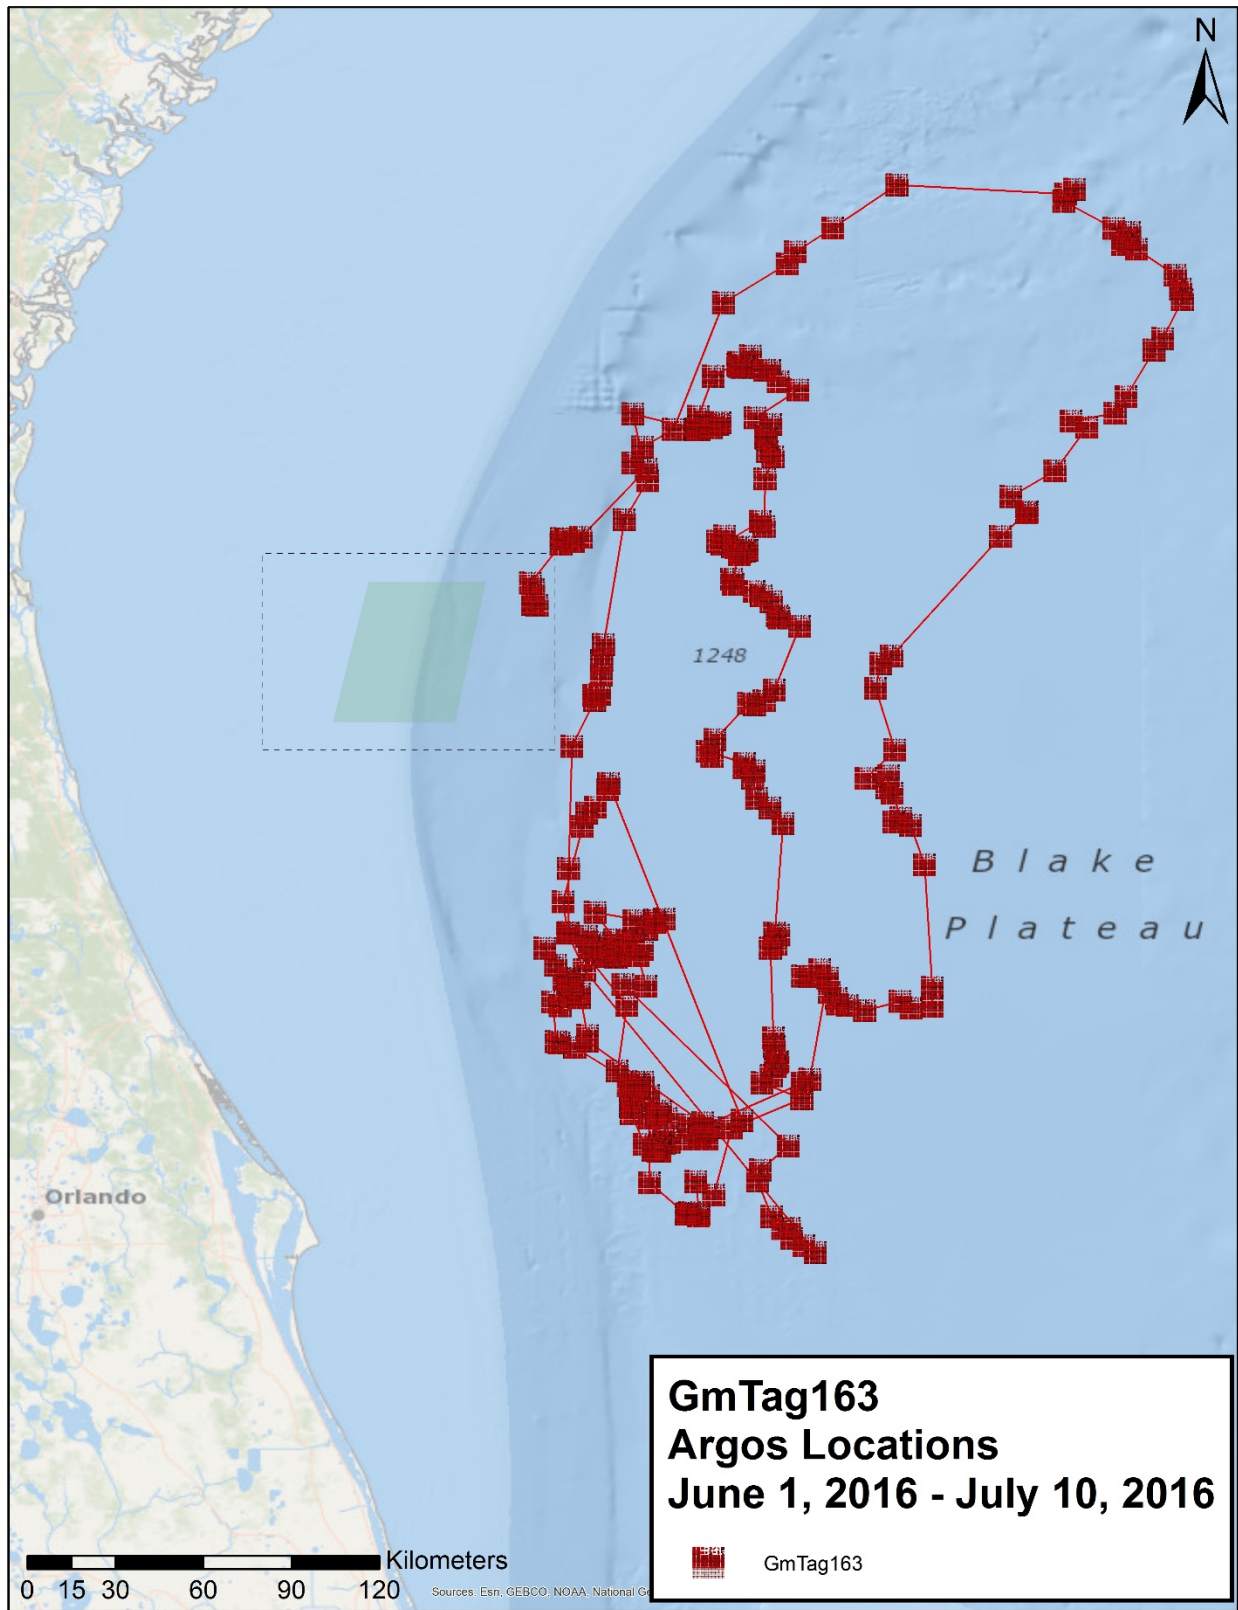 N
1248
Blake
Plateau
Orlando
GmTag163
Argos Locations
June 1, 2016 - July 10, 2016
GmTag163
Kilometers
0 15 30 60 90 120
Sources: Esri, GEBCO, NOAA, National Ge